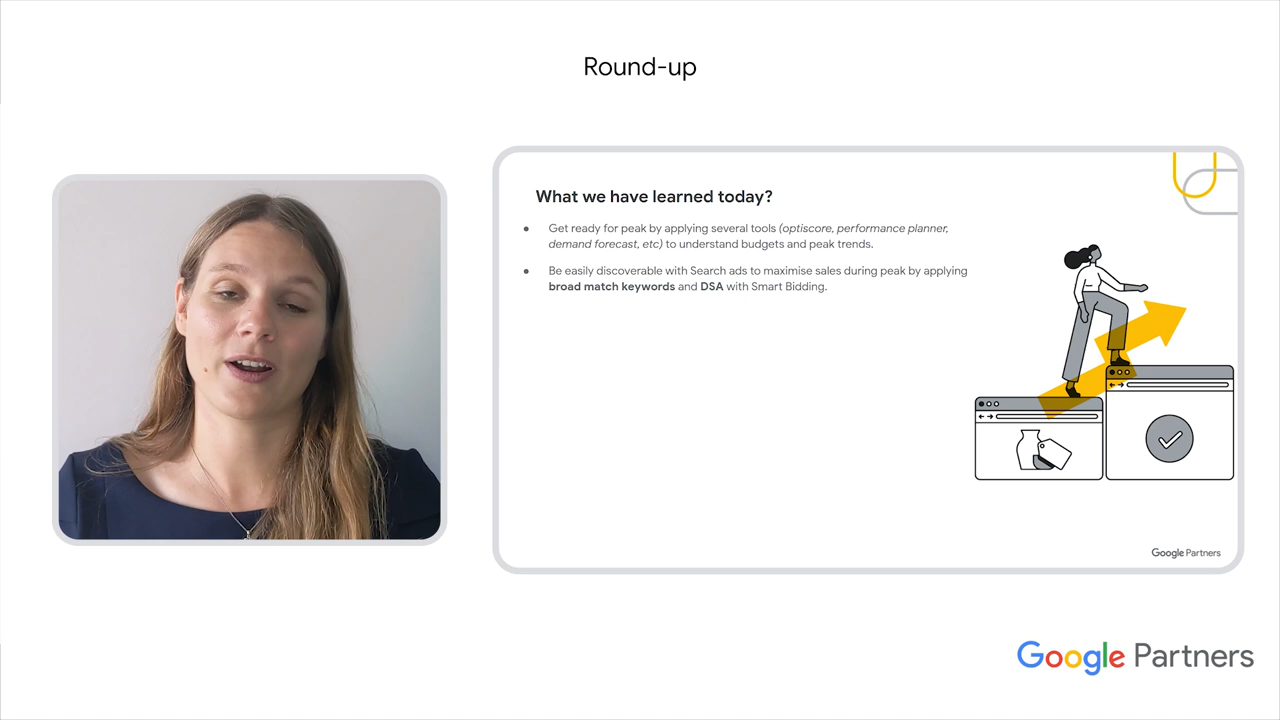 Round-up
What we have learned today?
● Get ready for peak by applying several tools (optiscore, performance planner,
demand forecast, etc) to understand budgets and peak trends.
● Be easily discoverable with Search ads to maximise sales during peak by applying
broad match keywords and DSA with Smart Bidding.
Google Partners
Google Partners